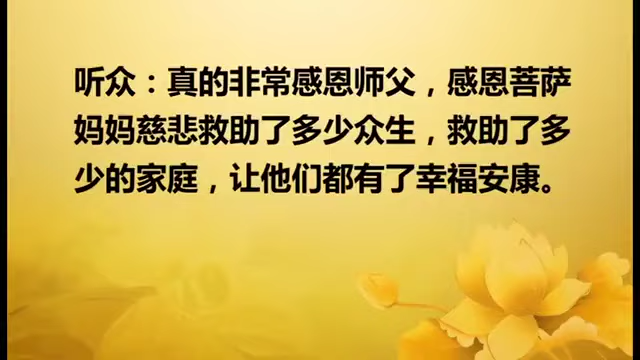 听众：真的非常感恩师父，感恩菩萨
妈妈慈悲救助了多少众生，救助了多
少的家庭，让他们都有了幸福安康。